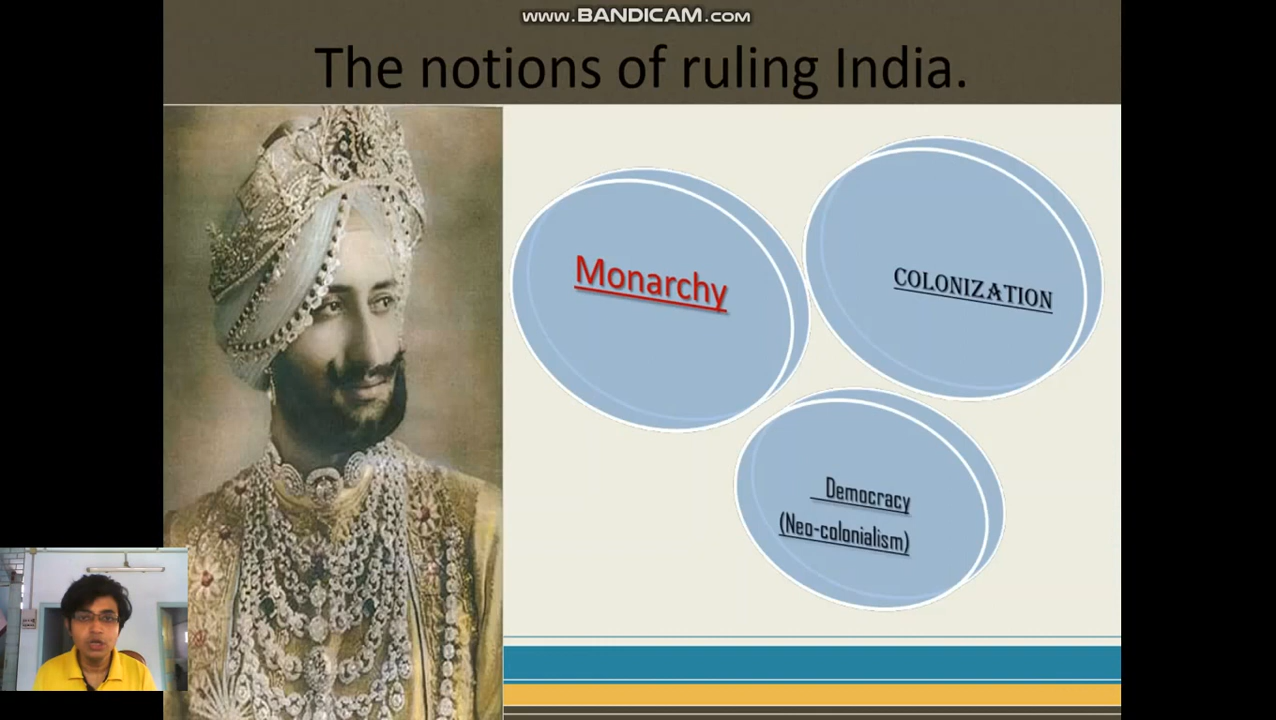 www.BANDICAM.com
The notions of ruling India.
Monarchy
COLONIZATION
Democracy
(Neo-colonialism)